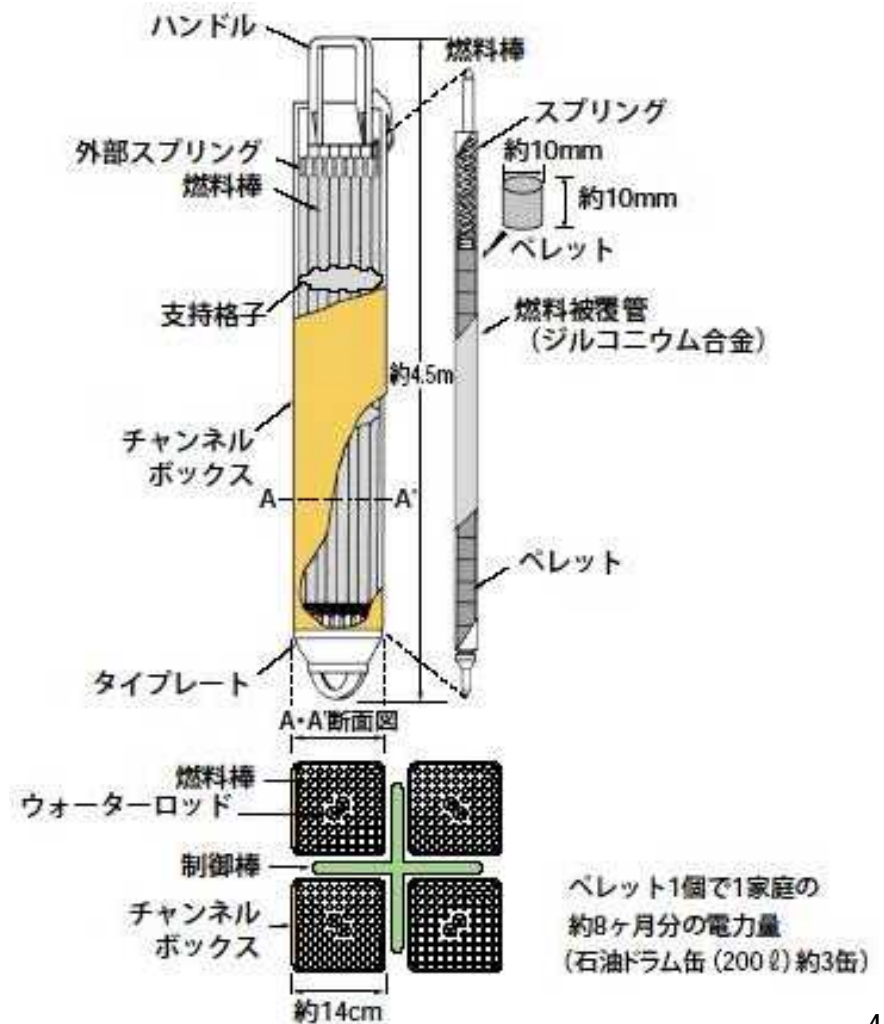 ハンドル
燃料棒
スプリング
約10mm
外部スプリング
燃料棒
約10mm
ペレット
支持格子
燃料被覆管
（ジルコニウム合金）
約4.5m
チャンネル
ボックス
A
A'
ペレット
タイプレート
A・A'断面図
燃料棒
ウォーターロッド
制御棒
チャンネル
ボックス
ペレット1個で1家庭の
約8ヶ月分の電力量
（石油ドラム缶（200ℓ）約3缶）
約14cm
4